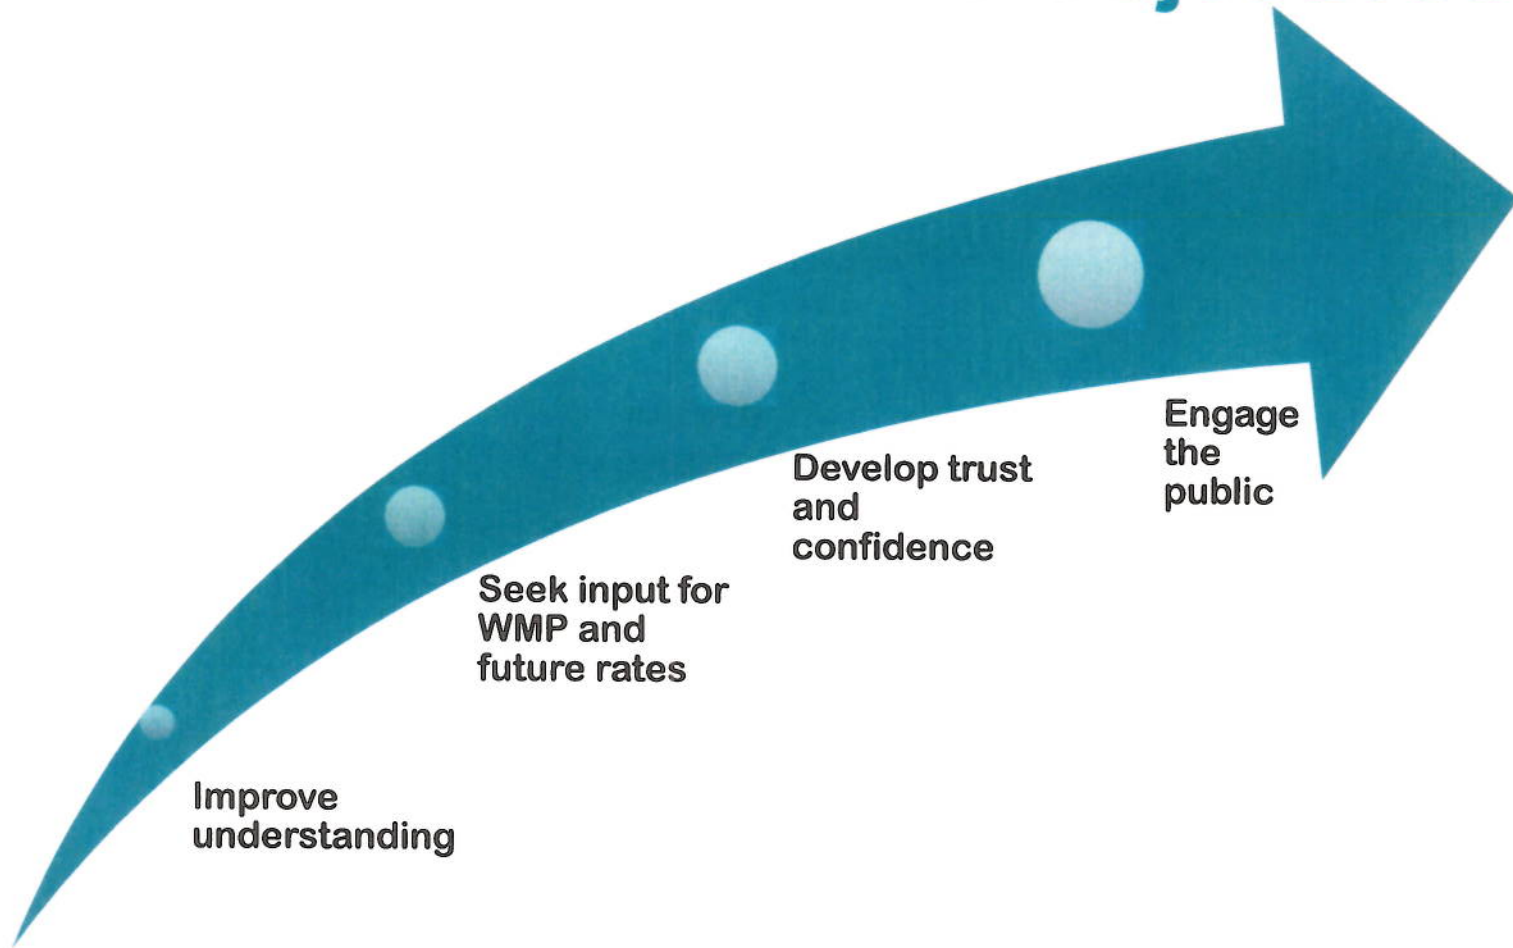 Improve
understanding
Seek input for
WMP and
future rates
Develop trust
and
confidence
Engage
the
public